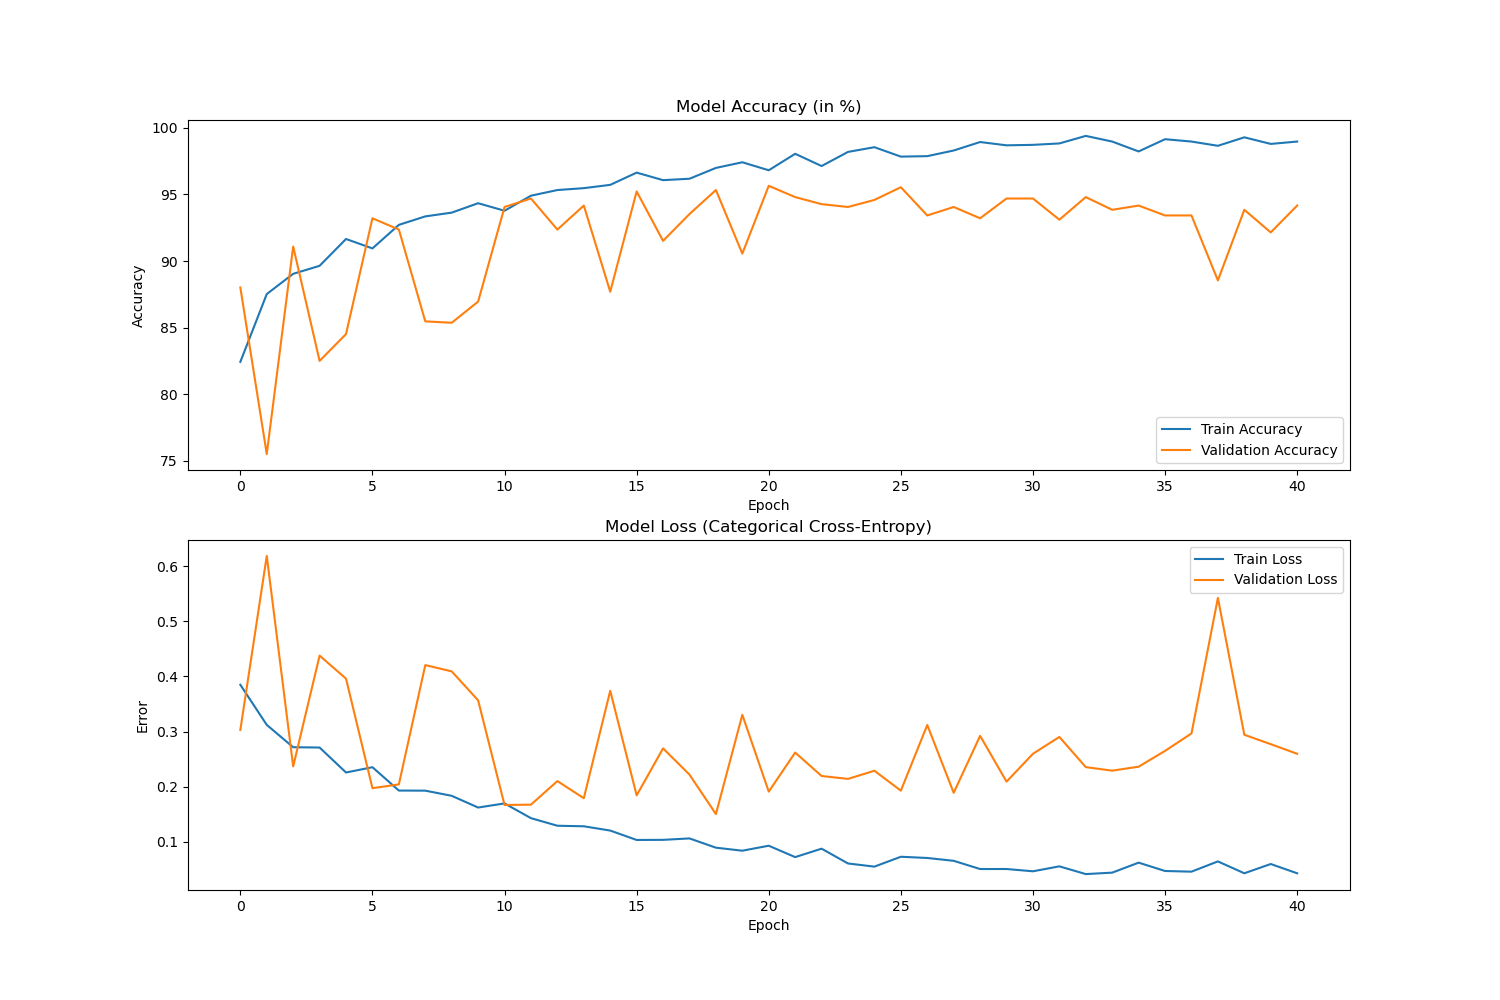 Model Accuracy (in %)
100
95
90
85
80
75
Accuracy
Train Accuracy
Validation Accuracy
0 5 10 15 20 25 30 35 40
Epoch
Model Loss (Categorical Cross-Entropy)
0.6
0.5
0.4
0.3
0.2
0.1
Error
Train Loss
Validation Loss
0 5 10 15 20 25 30 35 40
Epoch